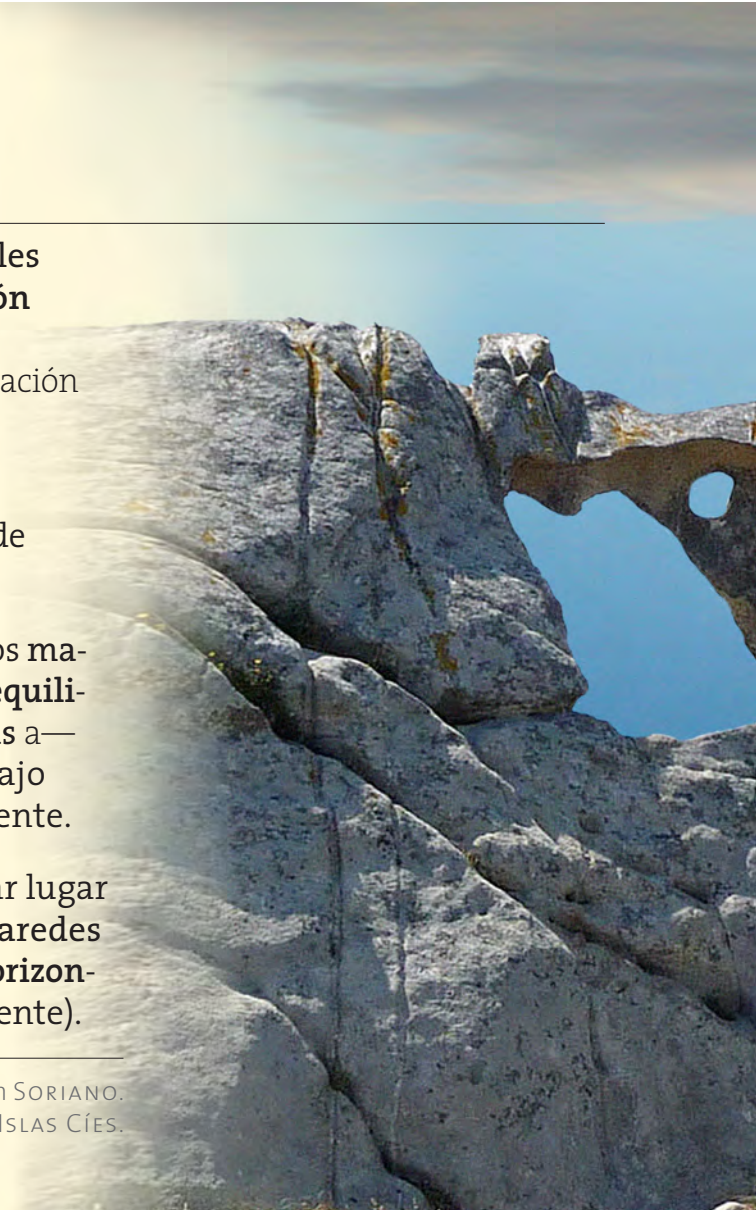 les
ón
ación
de
os ma-
equili-
s a—
ajo
ente.
ar lugar
aredes
orizon-
ente).
n Soriano.
Islas Cíes.